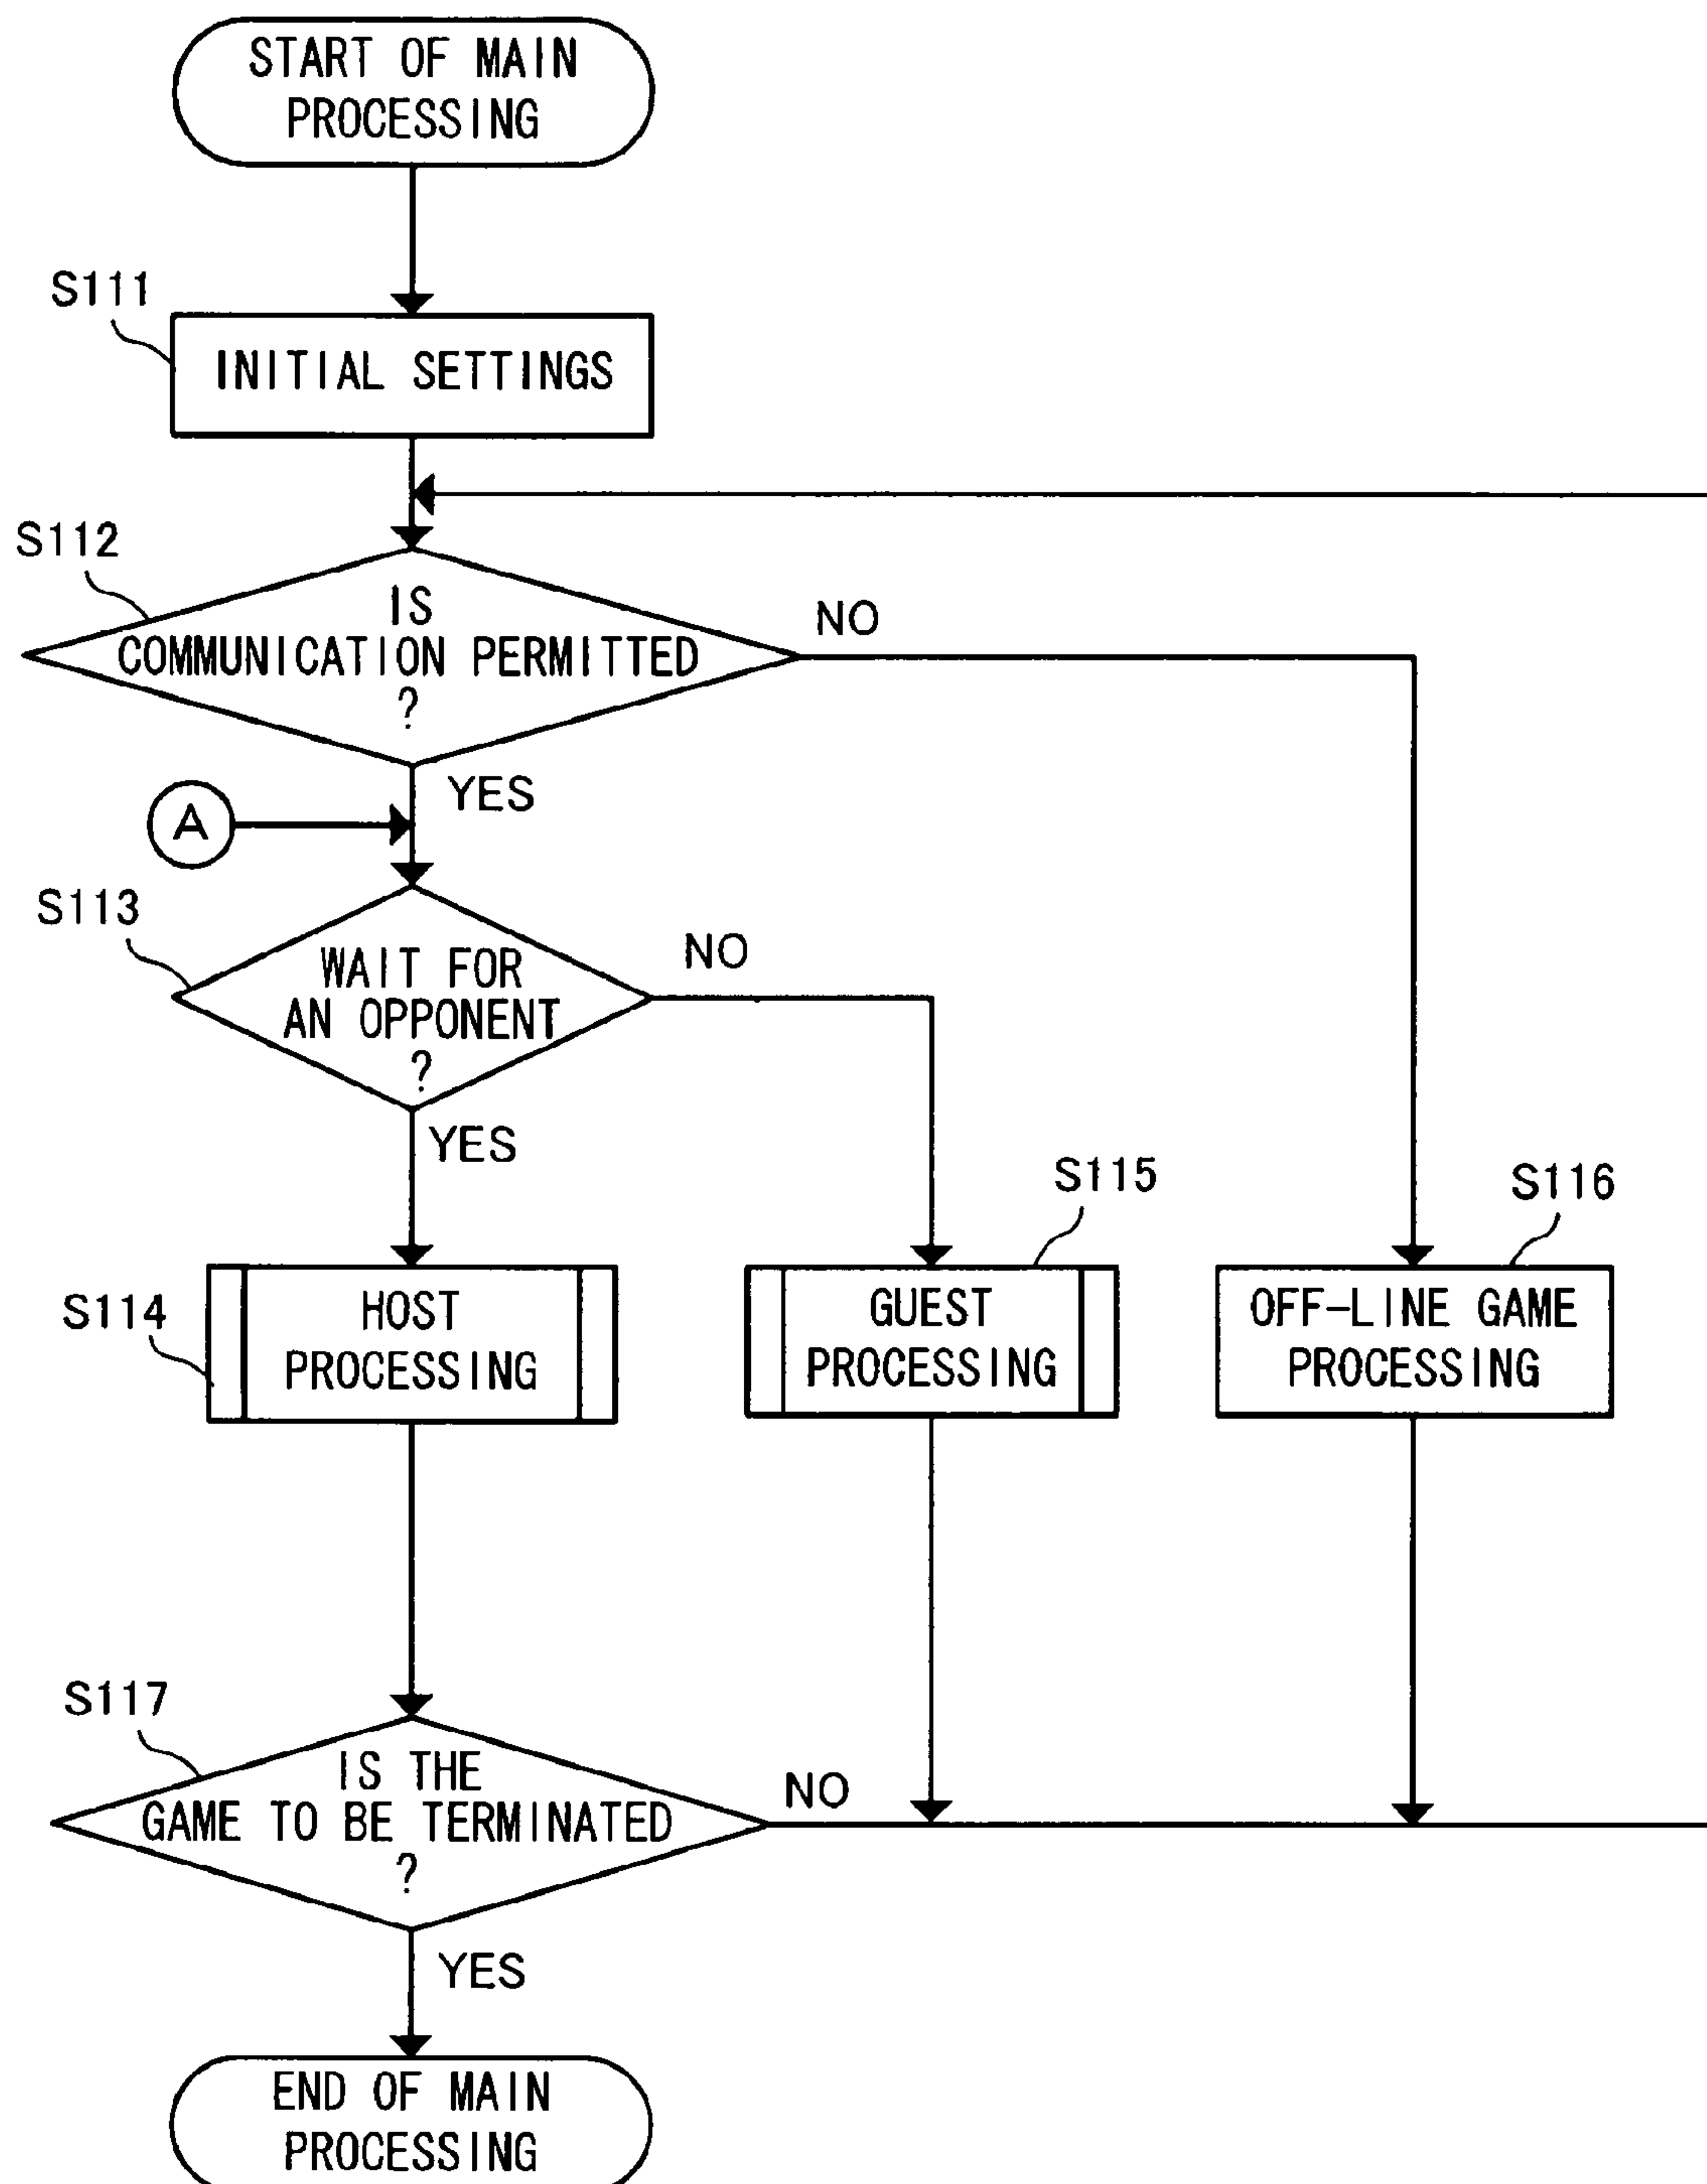 START OF MAIN
PROCESSING
S111
INITIAL SETTINGS
S112
IS
COMMUNICATION PERMITTED
?
NO
YES
A
S113
WAIT FOR
AN OPPONENT
?
NO
YES
S114
HOST
PROCESSING
S115
GUEST
PROCESSING
S116
OFF-LINE GAME
PROCESSING
S117
IS THE
GAME TO BE TERMINATED
?
NO
YES
END OF MAIN
PROCESSING